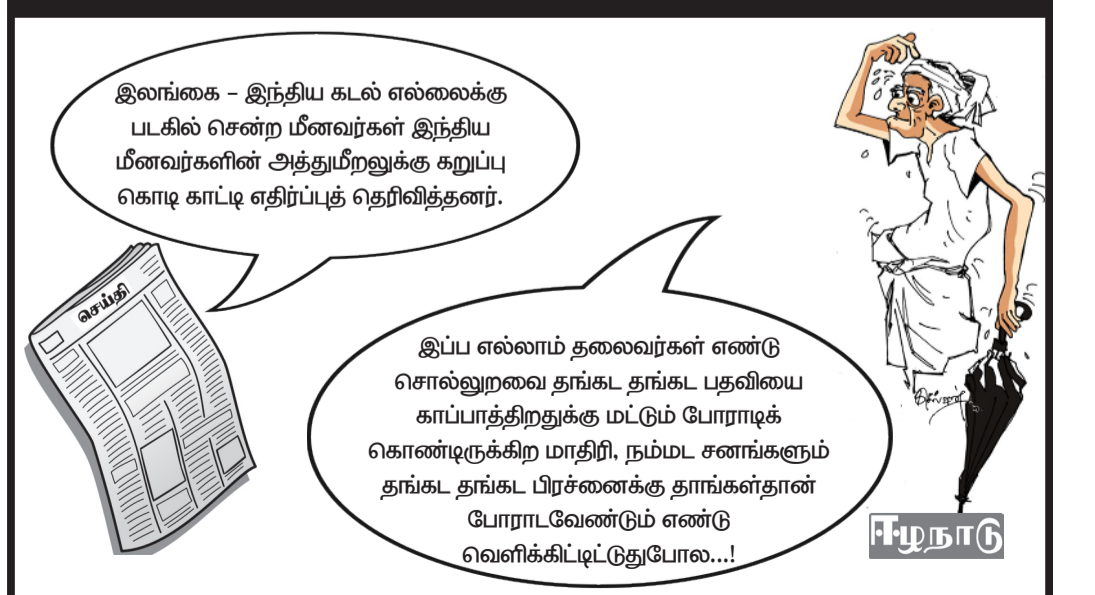 இலங்கை – இந்திய கடல் எல்லைக்கு
படகில் சென்ற மீனவர்கள் இந்திய
மீனவர்களின் அத்துமீறலுக்கு கறுப்பு
கொடி காட்டி எதிர்ப்புத் தெரிவித்தனர்.
செய்தி
இப்ப எல்லாம் தலைவர்கள் எண்டு
சொல்லுறவை தங்கட தங்கட பதவியை
காப்பாத்திறதுக்கு மட்டும் போராடிக்
கொண்டிருக்கிற மாதிரி, நம்மட சனங்களும்
தங்கட தங்கட பிரச்னைக்கு தாங்கள்தான்
போராடவேண்டும் எண்டு
வெளிக்கிட்டிட்டுதுபோல...!
ஈழநாடு